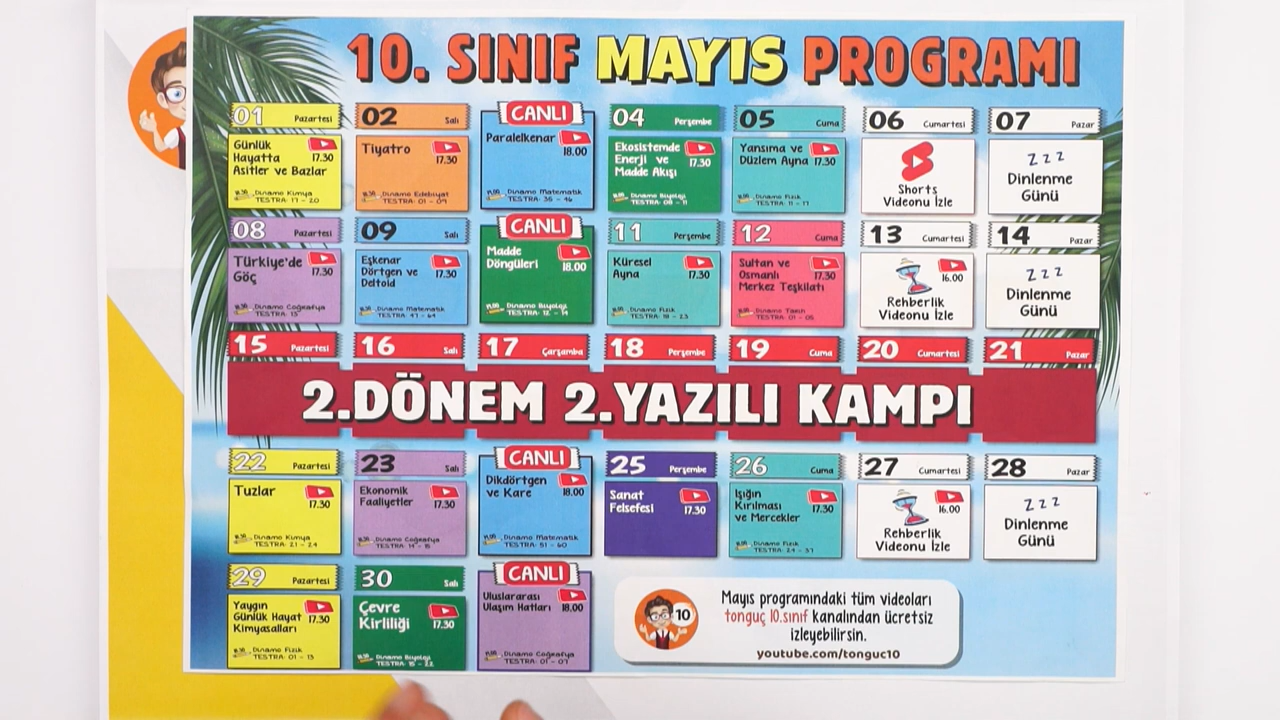 10. SINIF MAYIS PROGRAMI
01 Pazartesi
Günlük
Hayatta
Asitler ve Bazlar
17.30
Dinamo Kimya
TESTRA: 17 - 20
02 Salı
Tiyatro
17.30
Dinamo Edebiyat
TESTRA: 01 - 09
CANLI
Paralelkenar
18.00
Dinamo Matematik
TESTRA: 35 - 46
04 Perşembe
Ekosistemde
Enerji ve
Madde Akışı
17.30
Dinamo Biyoloji
TESTRA: 08 - 11
05 Cuma
Yansıma ve
Düzlem Ayna
17.30
Dinamo Fizik
TESTRA: 11 - 17
06 Cumartesi
Shorts
Videonu İzle
07 Pazar
Z Z Z
Dinlenme
Günü
08 Pazartesi
Türkiye'de
Göç
17.30
Dinamo Coğrafya
TESTRA: 13
09 Salı
Eşkenar
Dörtgen ve
Deltoid
17.30
Dinamo Matematik
TESTRA: 47 - 64
CANLI
Madde
Döngüleri
18.00
Dinamo Biyoloji
TESTRA: 12 - 14
11 Perşembe
Küresel
Ayna
17.30
Dinamo Fizik
TESTRA: 18 - 23
12 Cuma
Sultan ve
Osmanlı
Merkez Teşkilatı
17.30
Dinamo Tarih
TESTRA: 01 - 05
13 Cumartesi
16.00
Rehberlik
Videonu İzle
14 Pazar
Z Z Z
Dinlenme
Günü
15 Pazartesi
16 Salı
17 Çarşamba
18 Perşembe
19 Cuma
20 Cumartesi
21 Pazar
2.DÖNEM 2.YAZILI KAMPI
22 Pazartesi
Tuzlar
17.30
Dinamo Kimya
TESTRA: 21 - 24
23 Salı
Ekonomik
Faaliyetler
17.30
Dinamo Coğrafya
TESTRA: 14 - 15
CANLI
Dikdörtgen
ve Kare
18.00
Dinamo Matematik
TESTRA: 51 - 60
25 Perşembe
Sanat
Felsefesi
17.30
26 Cuma
Işığın
Kırılması
ve Mercekler
17.30
Dinamo Fizik
TESTRA: 24 - 37
27 Cumartesi
16.00
Rehberlik
Videonu İzle
28 Pazar
Z Z Z
Dinlenme
Günü
29 Pazartesi
Yaygın
Günlük Hayat
Kimyasalları
17.30
Dinamo Fizik
TESTRA: 01 - 13
30 Salı
Çevre
Kirliliği
17.30
Dinamo Biyoloji
TESTRA: 15 - 22
CANLI
Uluslararası
Ulaşım Hatları
18.00
Dinamo Coğrafya
TESTRA: 01 - 07
10
Mayıs programındaki tüm videoları
tonguç 10.sınıf kanalından ücretsiz
izleyebilirsin.
youtube.com/tonguc10